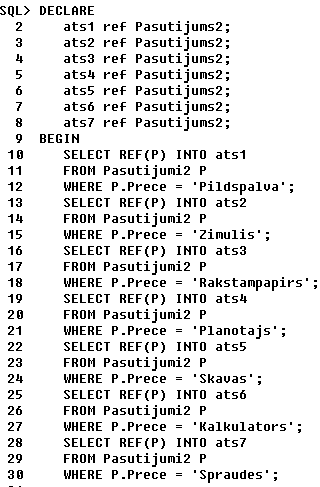 SQL> DECLARE
2 ats1 ref Pasutijums2;
3 ats2 ref Pasutijums2;
4 ats3 ref Pasutijums2;
5 ats4 ref Pasutijums2;
6 ats5 ref Pasutijums2;
7 ats6 ref Pasutijums2;
8 ats7 ref Pasutijums2;
9 BEGIN
10 SELECT REF(P) INTO ats1
11 FROM Pasutijumi2 P
12 WHERE P.Prece = 'Pildspalva';
13 SELECT REF(P) INTO ats2
14 FROM Pasutijumi2 P
15 WHERE P.Prece = 'Zimulis';
16 SELECT REF(P) INTO ats3
17 FROM Pasutijumi2 P
18 WHERE P.Prece = 'Rakstampapirs';
19 SELECT REF(P) INTO ats4
20 FROM Pasutijumi2 P
21 WHERE P.Prece = 'Planotajs';
22 SELECT REF(P) INTO ats5
23 FROM Pasutijumi2 P
24 WHERE P.Prece = 'Skavas';
25 SELECT REF(P) INTO ats6
26 FROM Pasutijumi2 P
27 WHERE P.Prece = 'Kalkulators';
28 SELECT REF(P) INTO ats7
29 FROM Pasutijumi2 P
30 WHERE P.Prece = 'Spraudes';